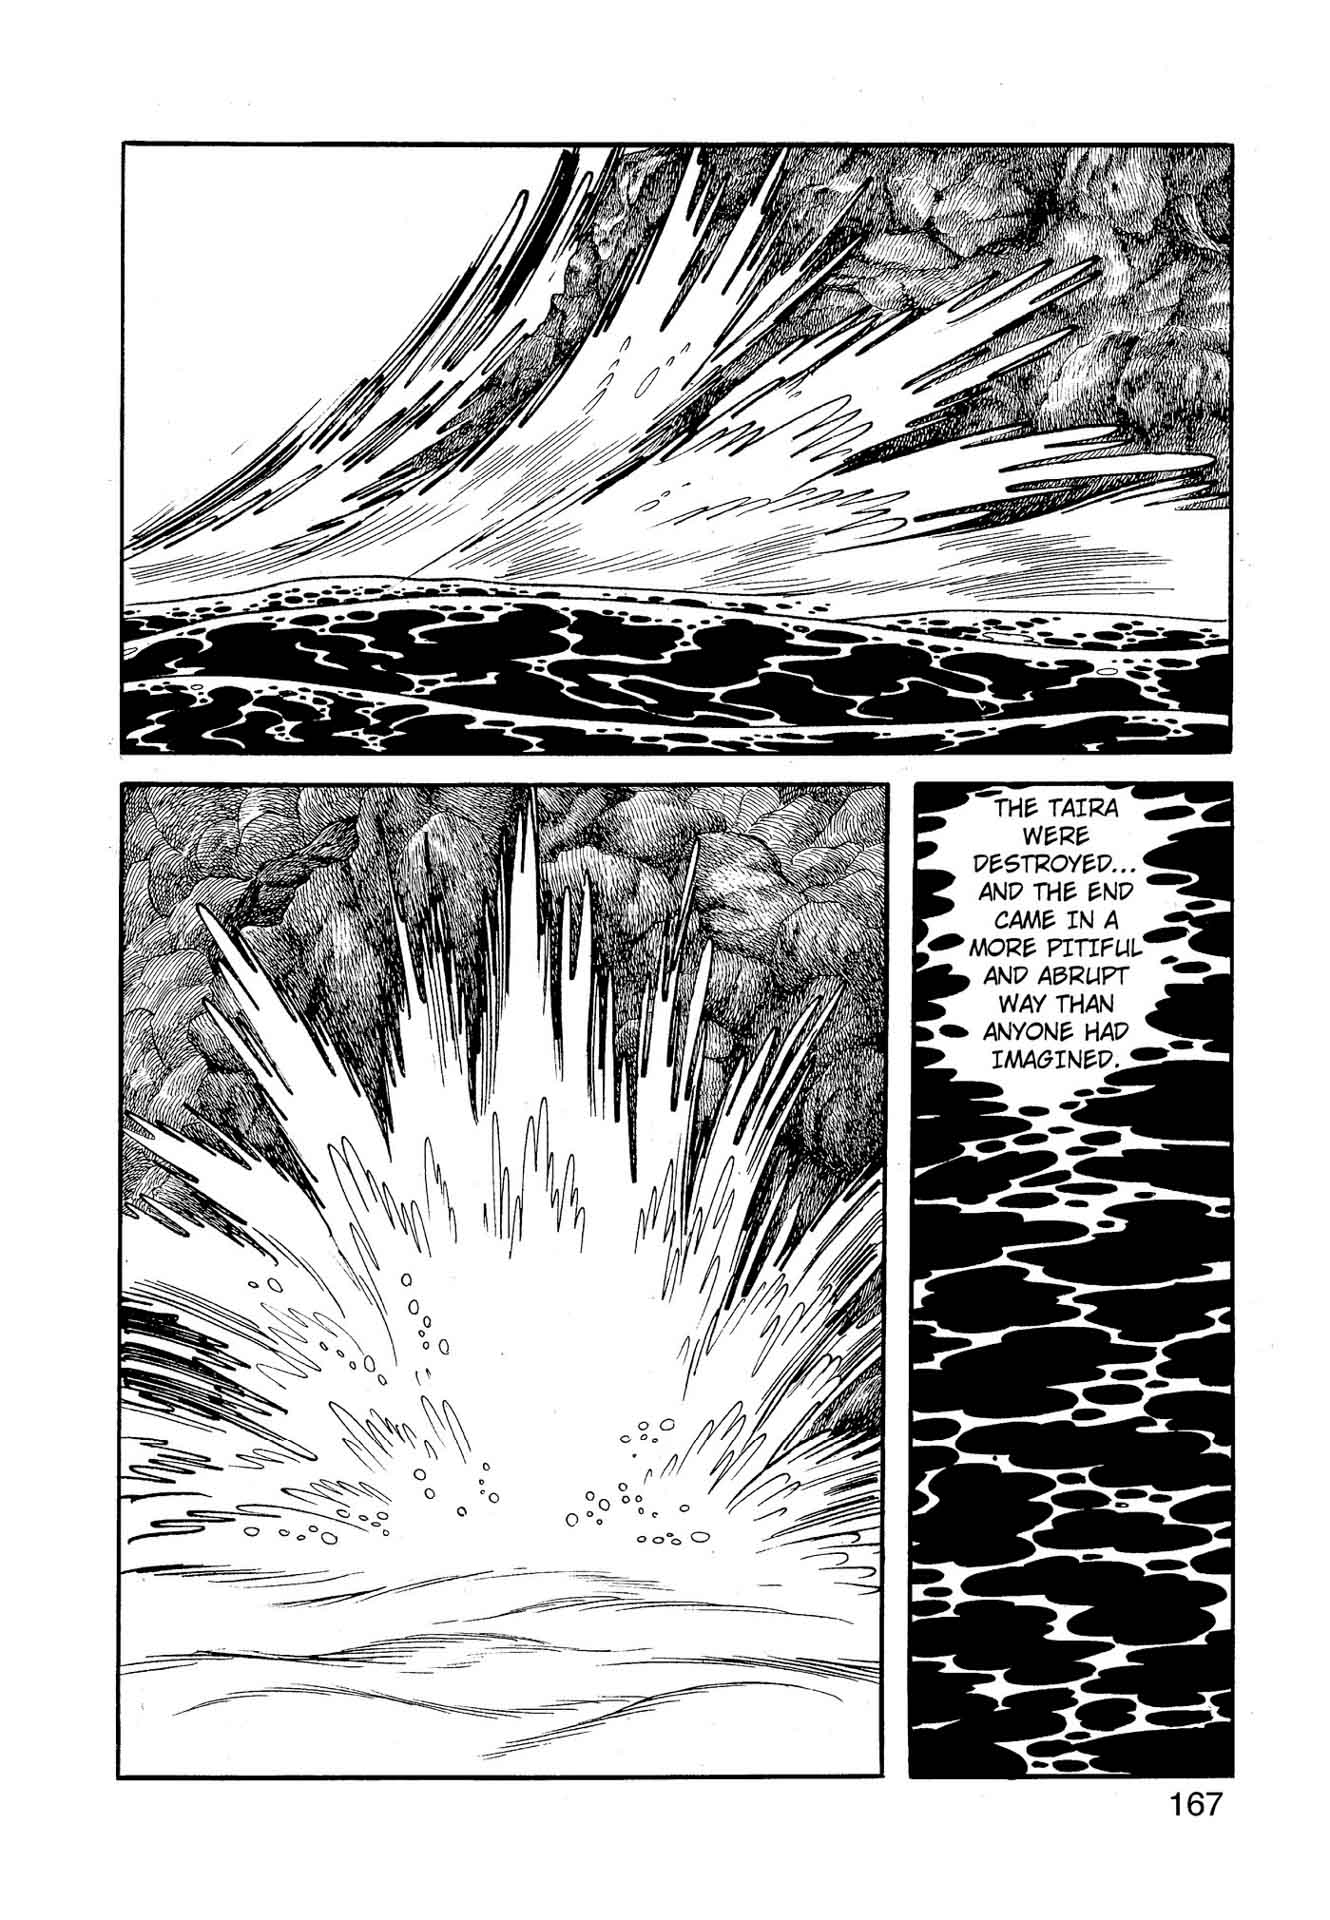 THE TAIRA
WERE
DESTROYED...
AND THE END
CAME IN A
MORE PITIFUL
AND ABRUPT
WAY THAN
ANYONE HAD
IMAGINED.
167